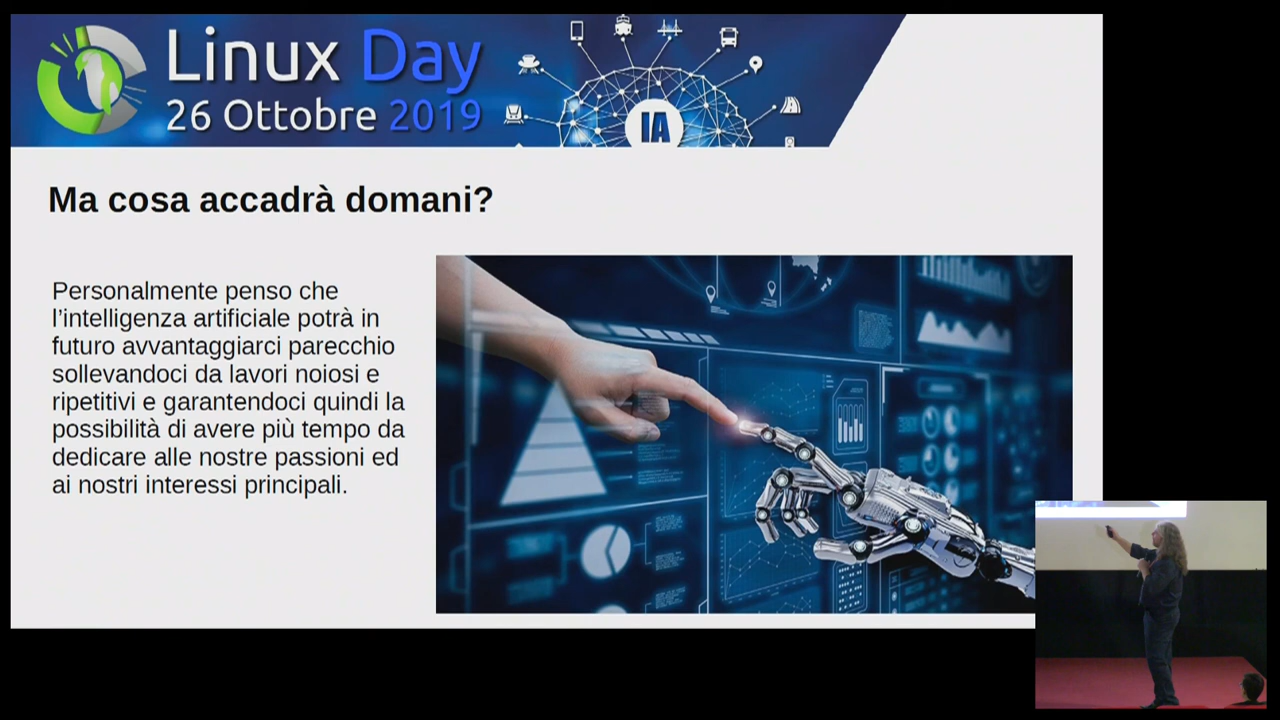 Linux Day
26 Ottobre 2019
IA
Ma cosa accadrà domani?
Personalmente penso che
l’intelligenza artificiale potrà in
futuro avvantaggiarci parecchio
sollevandoci da lavori noiosi e
ripetitivi e garantendoci quindi la
possibilità di avere più tempo da
dedicare alle nostre passioni ed
ai nostri interessi principali.